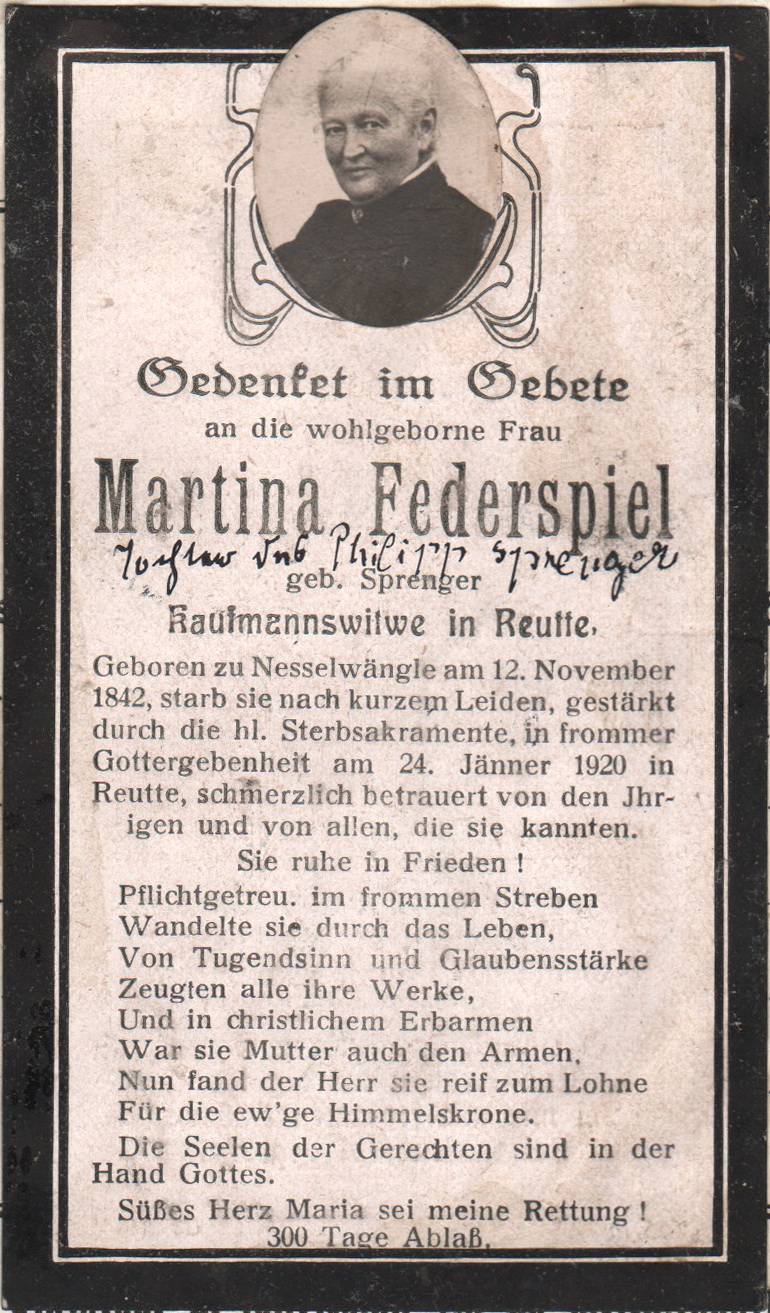 Gedenket im Gebete
an die wohlgeborne Frau
Martina Federspiel
Tochter des Philipp Sprenger
geb. Sprenger
Kaufmannswitwe in Reutte,
Geboren zu Nesselwängle am 12. November
1842, starb sie nach kurzem Leiden, gestärkt
durch die hl. Sterbsakramente, in frommer
Gottergebenheit am 24. Jänner 1920 in
Reutte, schmerzlich betrauert von den Jhr-
igen und von allen, die sie kannten.
Sie ruhe in Frieden !
Pflichtgetreu. im frommen Streben
Wandelte sie durch das Leben,
Von Tugendsinn und Glaubensstärke
Zeugten alle ihre Werke,
Und in christlichem Erbarmen
War sie Mutter auch den Armen,
Nun fand der Herr sie reif zum Lohne
Für die ew'ge Himmelskrone.
Die Seelen der Gerechten sind in der
Hand Gottes.
Süßes Herz Maria sei meine Rettung !
300 Tage Ablaß.